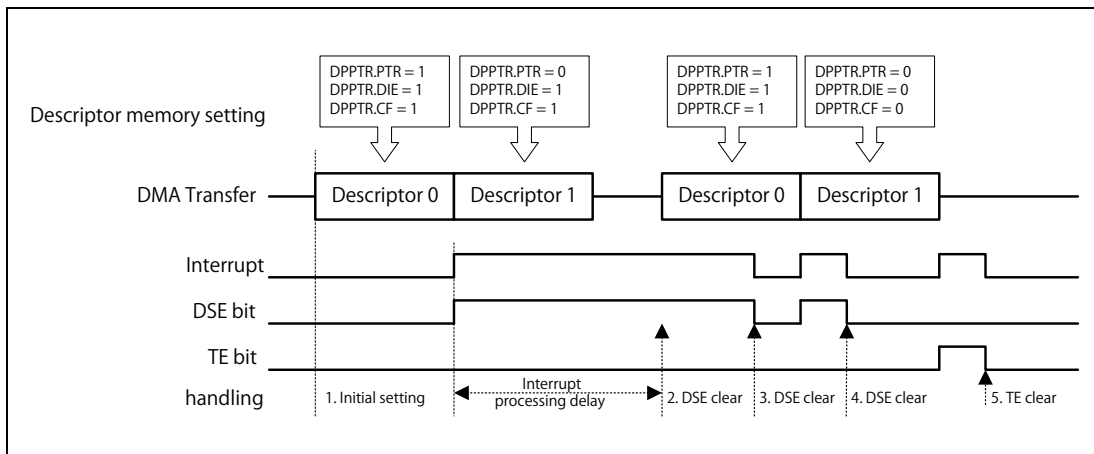 DPPTR.PTR = 1
DPPTR.DIE = 1
DPPTR.CF = 1
DPPTR.PTR = 0
DPPTR.DIE = 1
DPPTR.CF = 1
DPPTR.PTR = 1
DPPTR.DIE = 1
DPPTR.CF = 1
DPPTR.PTR = 0
DPPTR.DIE = 0
DPPTR.CF = 0
Descriptor memory setting
DMA Transfer
Descriptor 0
Descriptor 1
Descriptor 0
Descriptor 1
Interrupt
DSE bit
TE bit
handling
1. Initial setting
Interrupt
processing delay
2. DSE clear
3. DSE clear
4. DSE clear
5. TE clear